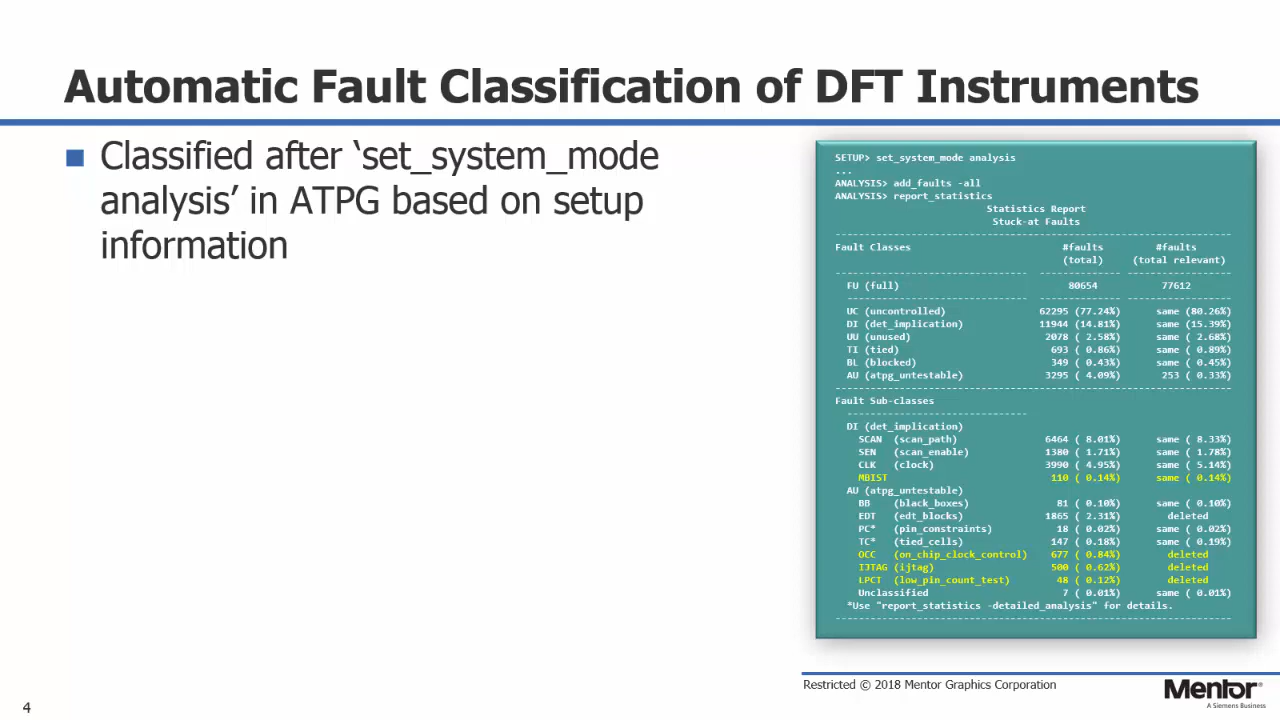 Automatic Fault Classification of DFT Instruments
Classified after ‘set_system_mode
analysis’ in ATPG based on setup
information
SETUP> set_system_mode analysis
...
ANALYSIS> add_faults -all
ANALYSIS> report_statistics
Statistics Report
Stuck-at Faults
--------------------------------------------------------------------
Fault Classes #faults #faults
(total) (total relevant)
--------------------------------- -------------- ------------------
FU (full) 80654 77612
------------------------------- -------------- ------------------
UC (uncontrolled) 62295 (77.24%) same (80.26%)
DI (det_implication) 11944 (14.81%) same (15.39%)
UU (unused) 2078 ( 2.58%) same ( 2.68%)
TI (tied) 693 ( 0.86%) same ( 0.89%)
BL (blocked) 349 ( 0.43%) same ( 0.45%)
AU (atpg_untestable) 3295 ( 4.09%) 253 ( 0.33%)
--------------------------------------------------------------------
Fault Sub-classes
-------------------------------
DI (det_implication)
SCAN (scan_path) 6464 ( 8.01%) same ( 8.33%)
SEN (scan_enable) 1380 ( 1.71%) same ( 1.78%)
CLK (clock) 3990 ( 4.95%) same ( 5.14%)
MBIST 110 ( 0.14%) same ( 0.14%)
AU (atpg_untestable)
BB (black_boxes) 81 ( 0.10%) same ( 0.10%)
EDT (edt_blocks) 1865 ( 2.31%) deleted
PC* (pin_constraints) 18 ( 0.02%) same ( 0.02%)
TC* (tied_cells) 147 ( 0.18%) same ( 0.19%)
OCC (on_chip_clock_control) 677 ( 0.84%) deleted
IJTAG (ijtag) 500 ( 0.62%) deleted
LPCT (low_pin_count_test) 48 ( 0.12%) deleted
Unclassified 7 ( 0.01%) same ( 0.01%)
*Use "report_statistics -detailed_analysis" for details.
--------------------------------------------------------------------
Restricted © 2018 Mentor Graphics Corporation
Mentor®
A Siemens Business
4